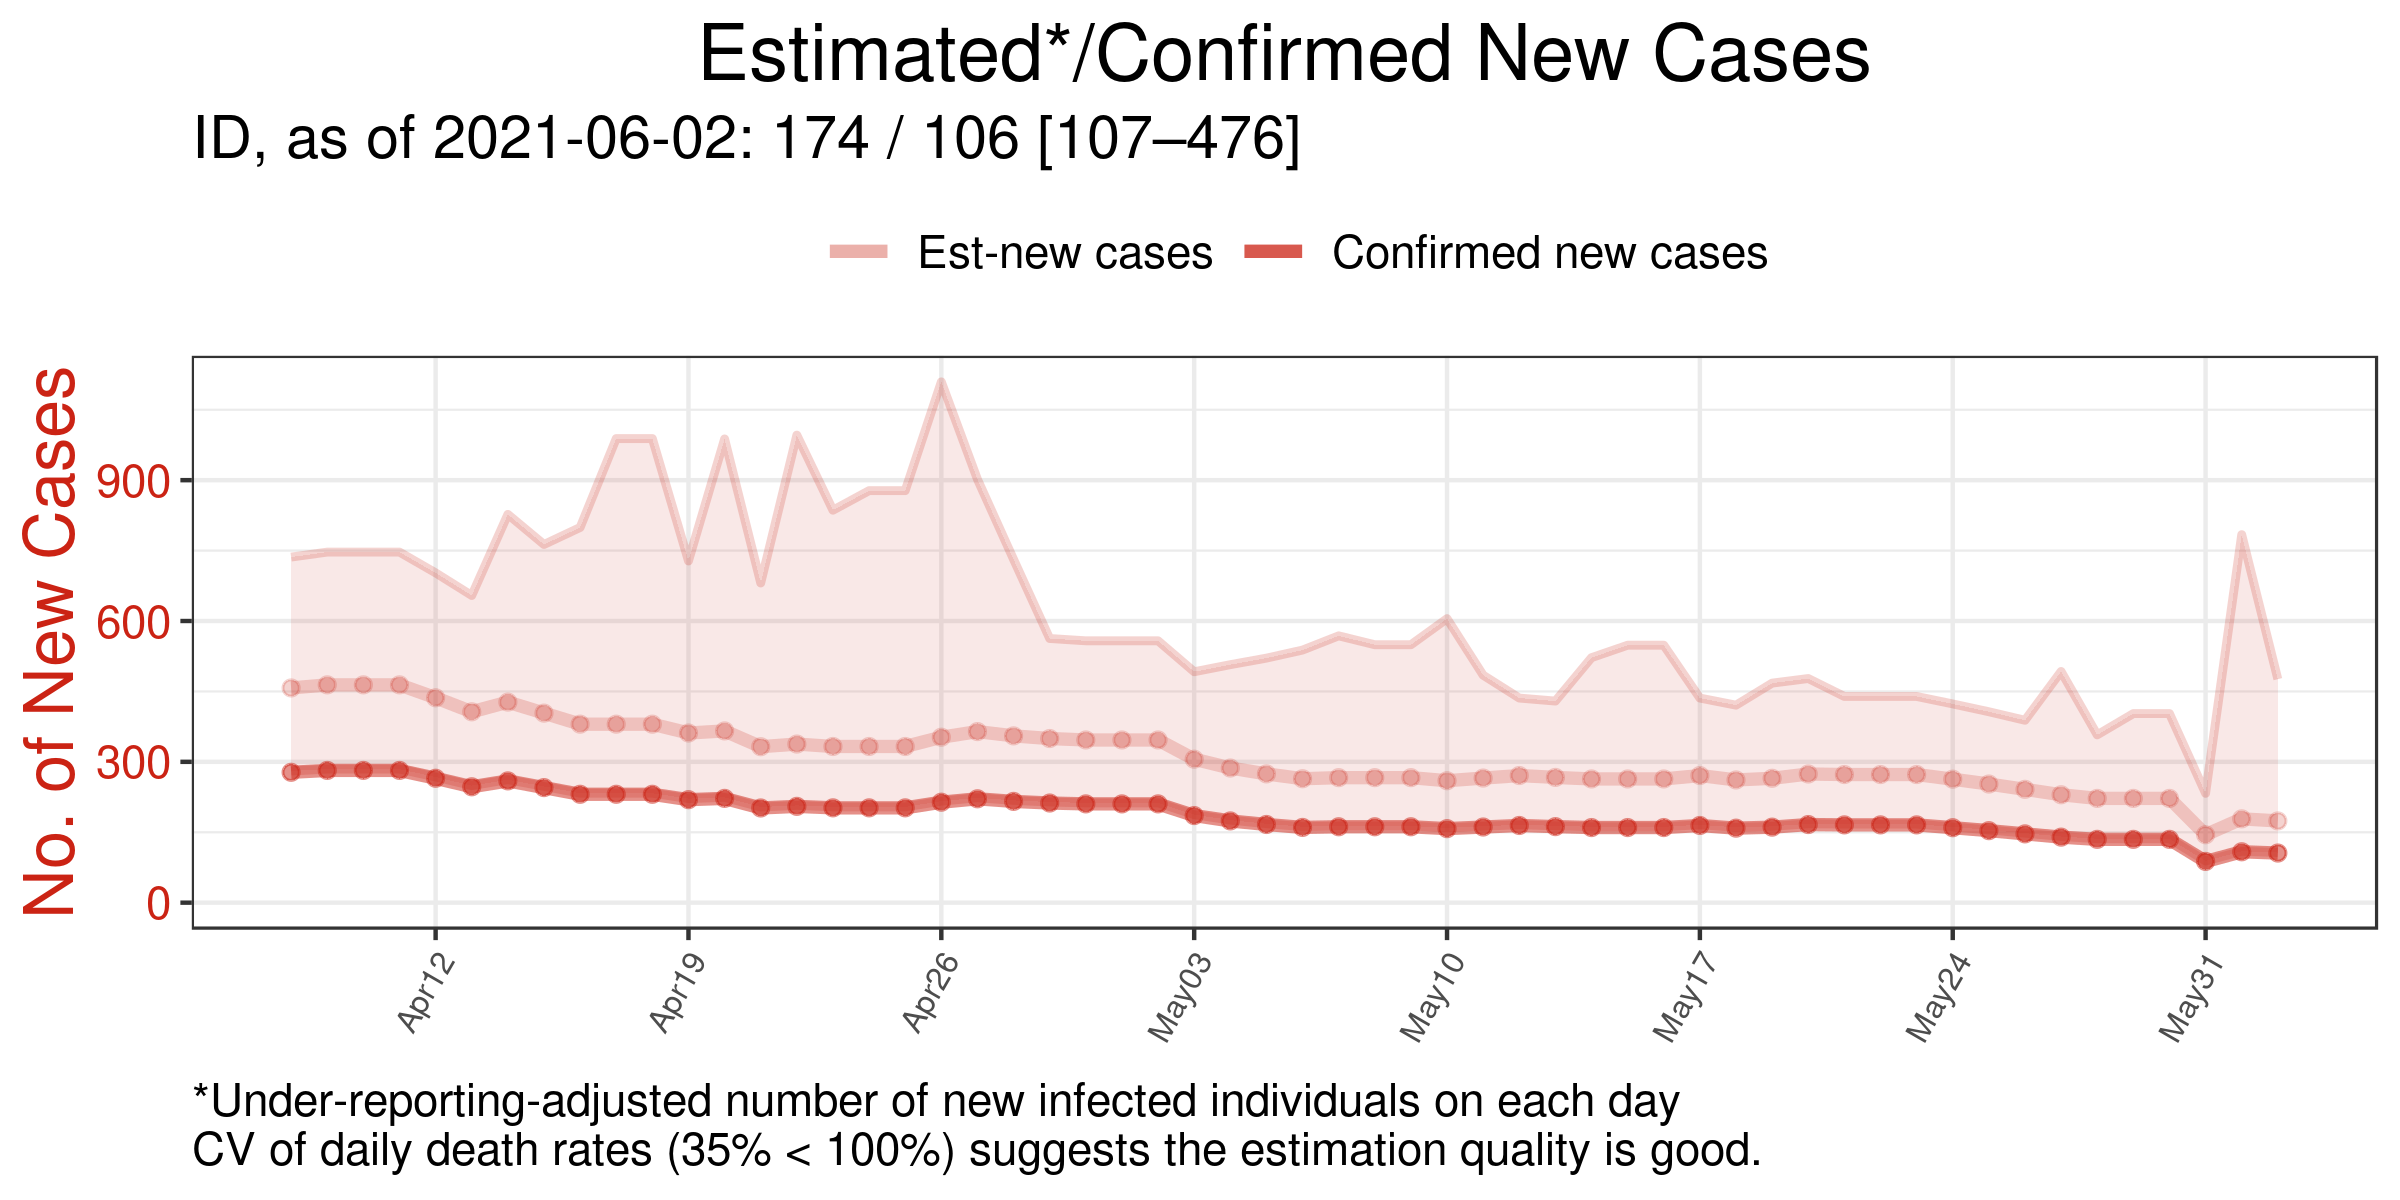 Estimated*/Confirmed New Cases
ID, as of 2021-06-02: 174 / 106 [107–476]
Est-new cases Confirmed new cases
No. of New Cases
900
600
300
0
Apr12 Apr19 Apr26 May03 May10 May17 May24 May31
*Under-reporting-adjusted number of new infected individuals on each day
CV of daily death rates (35% < 100%) suggests the estimation quality is good.